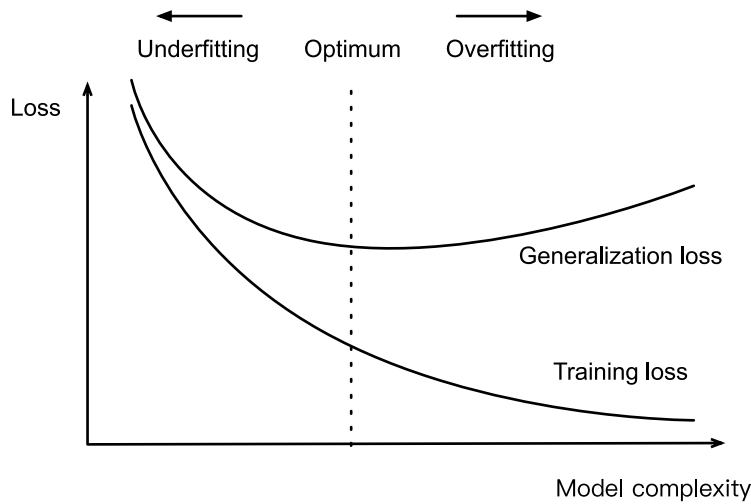 Underfitting Optimum Overfitting
Loss
Generalization loss
Training loss
Model complexity